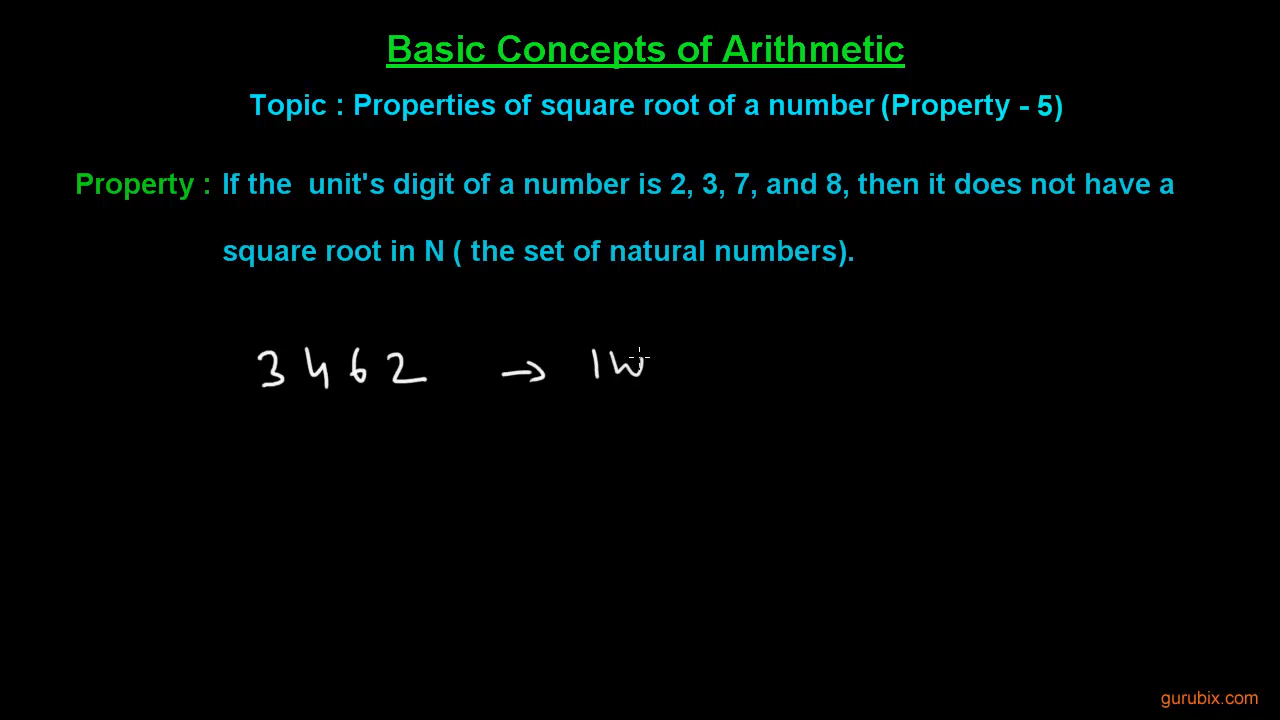 Basic Concepts of Arithmetic
Topic : Properties of square root of a number (Property - 5)
Property : If the unit's digit of a number is 2, 3, 7, and 8, then it does not have a
square root in N ( the set of natural numbers).
3462 →
gurubix.com